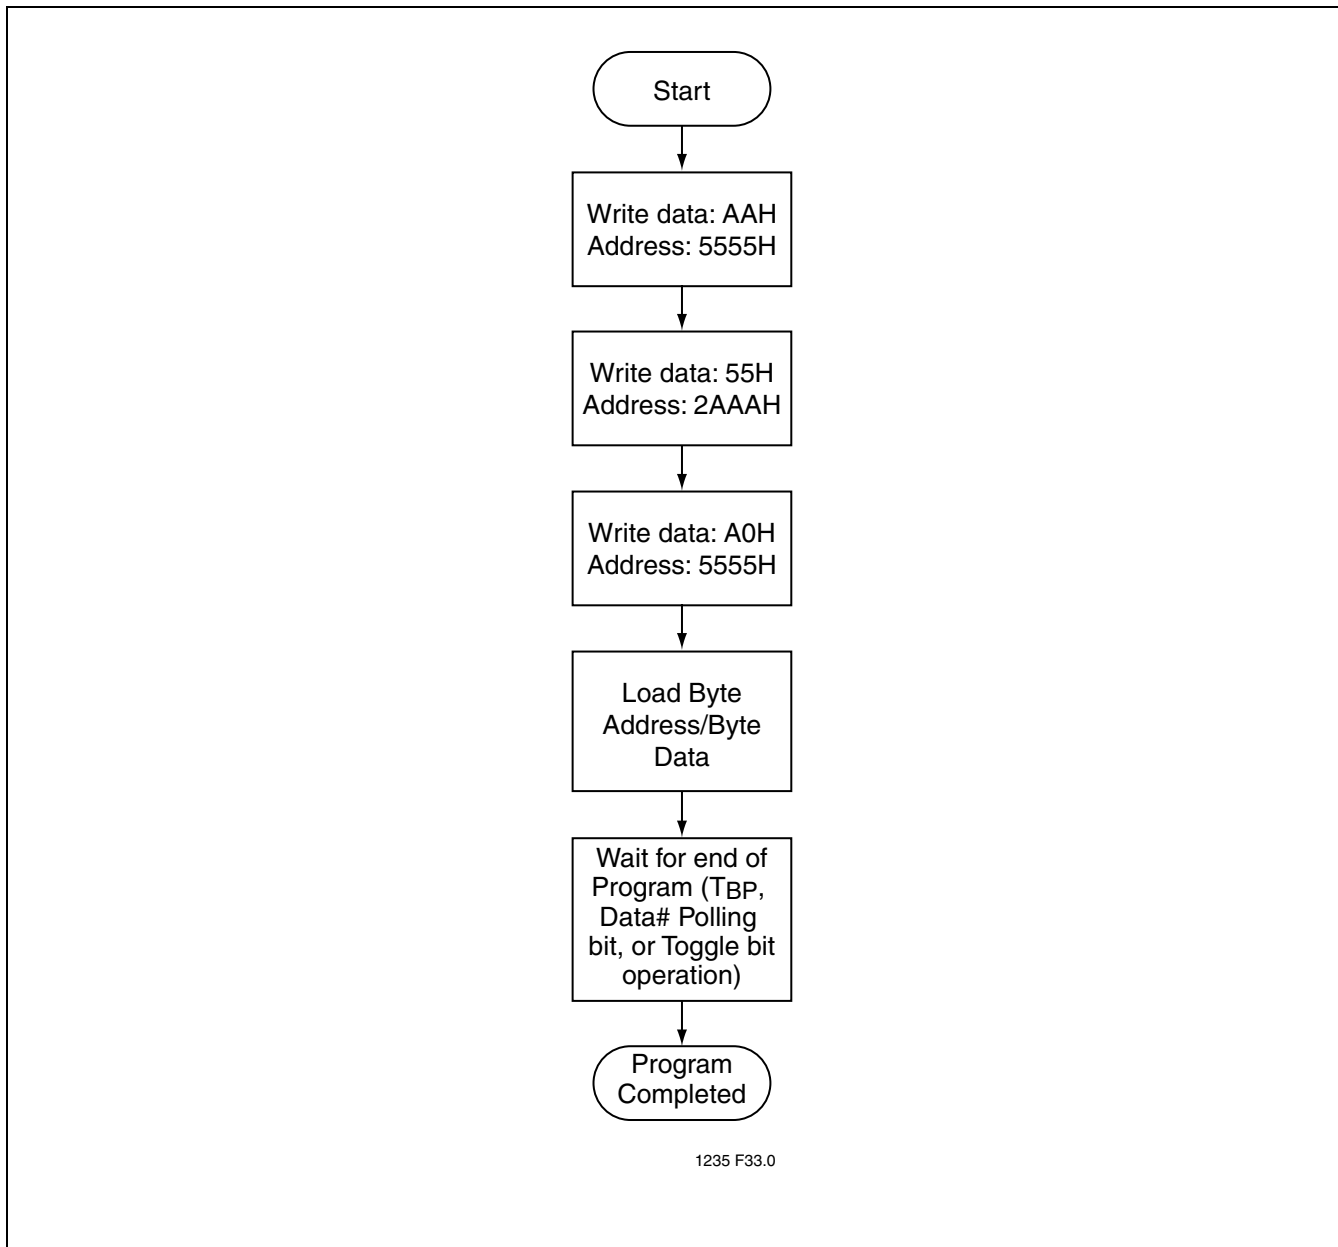 Start
Write data: AAH
Address: 5555H
Write data: 55H
Address: 2AAAH
Write data: A0H
Address: 5555H
Load Byte
Address/Byte
Data
Wait for end of
Program (TBP,
Data# Polling
bit, or Toggle bit
operation)
Program
Completed
1235 F33.0